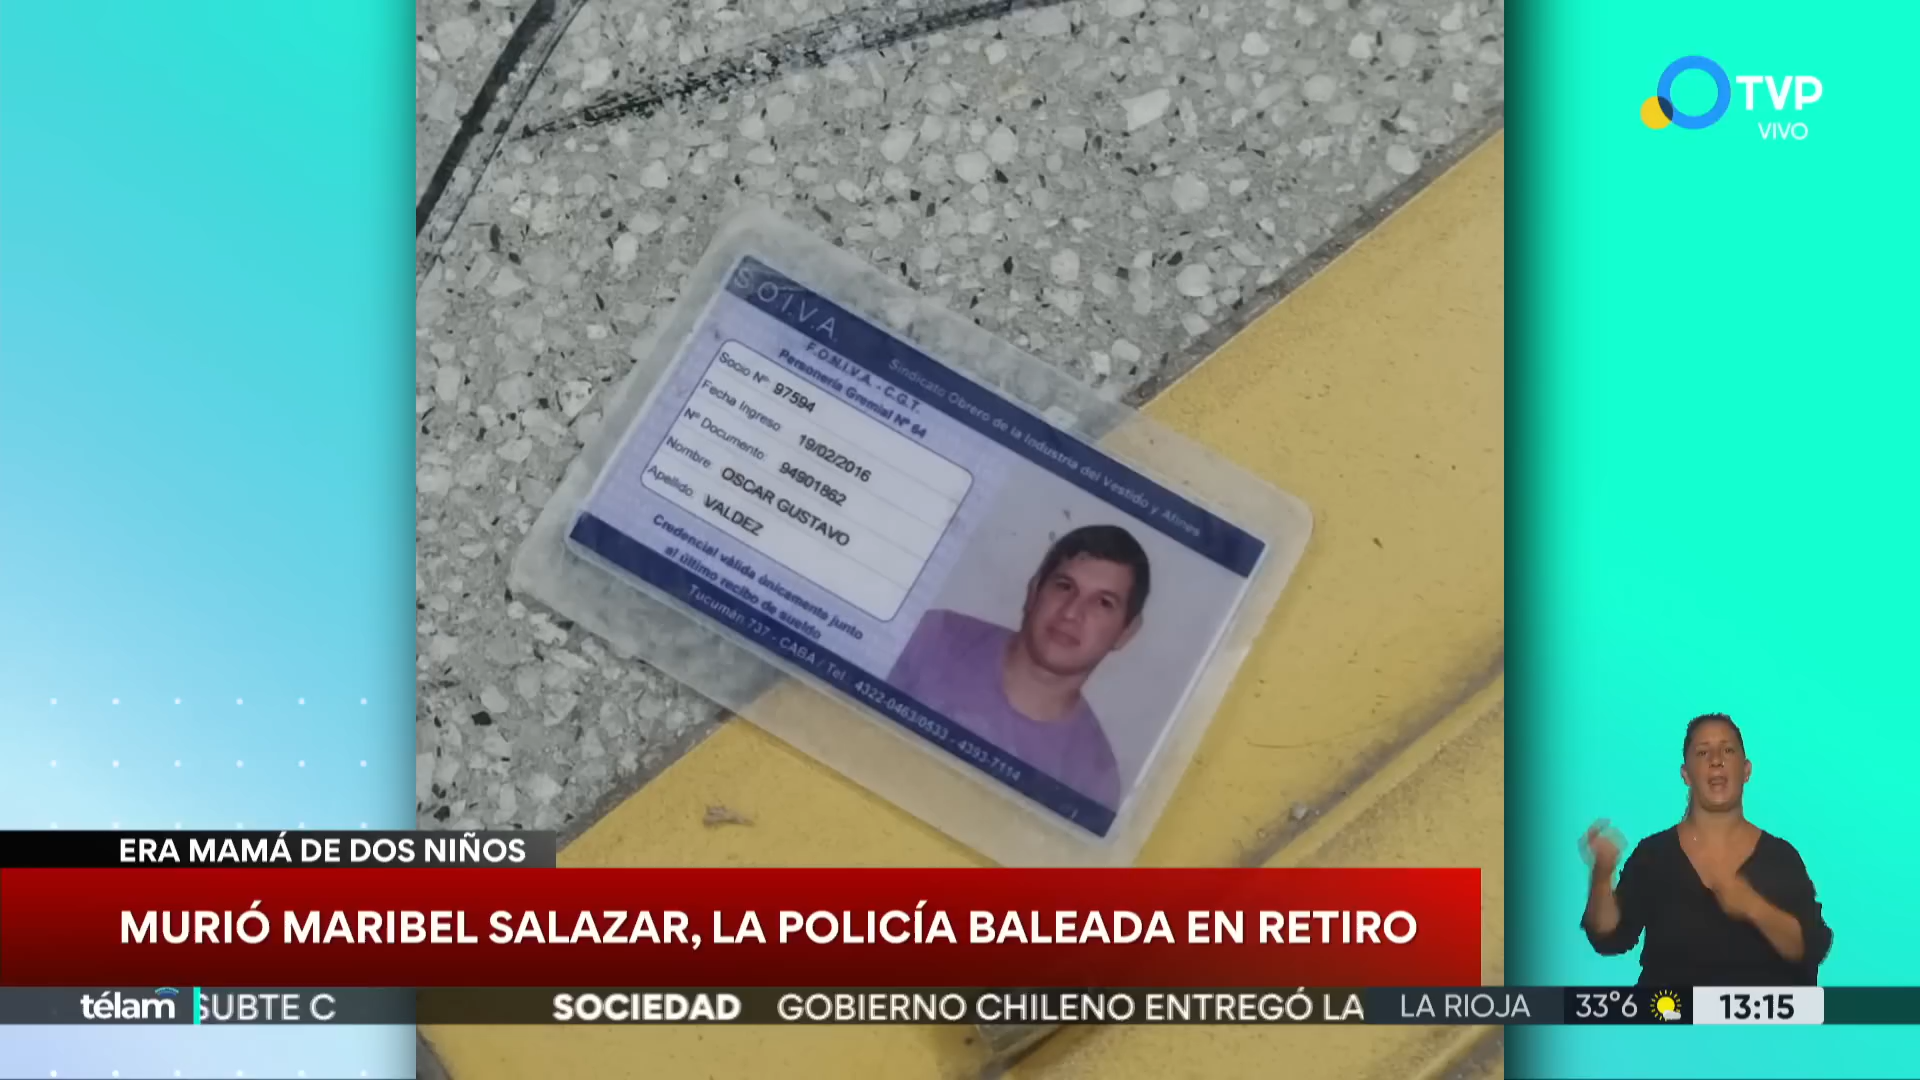 TVP
VIVO
S.O.I.V.A.
Sindicato Obrero de la Industria del Vestido y Afines
F.O.N.I.V.A. - C.G.T.
Personería Gremial Nº 64
Socio Nº 97594
Fecha Ingreso 19/02/2016
Nº Documento: 94901862
Nombre OSCAR GUSTAVO
Apellido: VALDEZ
Credencial válida únicamente junto
al último recibo de sueldo
Tucumán 737 - CABA / Tel.: 4322-0463/0533 - 4393-7114
ERA MAMÁ DE DOS NIÑOS
MURIÓ MARIBEL SALAZAR, LA POLICÍA BALEADA EN RETIRO
télam SUBTE C SOCIEDAD GOBIERNO CHILENO ENTREGÓ LA LA RIOJA 33°6 13:15